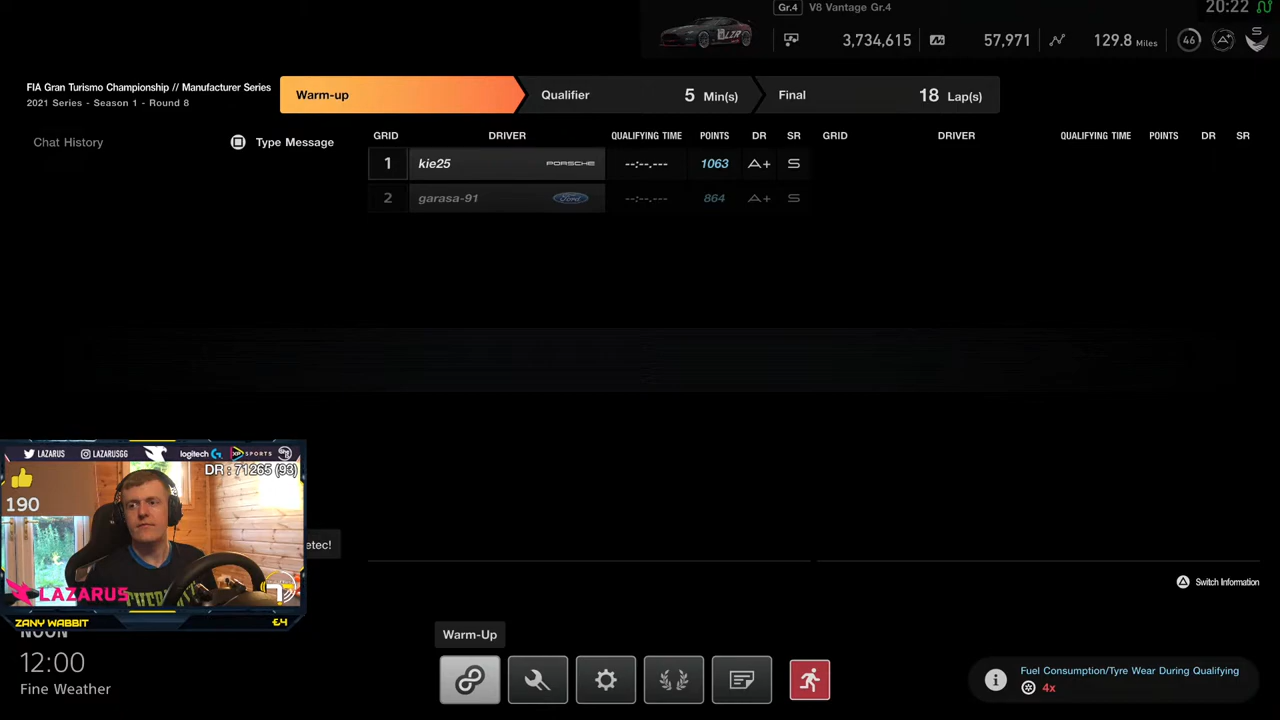 Gr.4 V8 Vantage Gr.4
20:22
3,734,615 57,971 129.8 Miles 46 A+ S
FIA Gran Turismo Championship // Manufacturer Series
2021 Series - Season 1 - Round 8
Warm-up Qualifier 5 Min(s) Final 18 Lap(s)
Chat History Type Message
GRID DRIVER QUALIFYING TIME POINTS DR SR GRID DRIVER QUALIFYING TIME POINTS DR SR
1 kie25 PORSCHE --:--.--- 1063 A+ S
2 garasa-91 Ford --:--.--- 864 A+ S
LAZARUS LAZARUSGG logitech G XPSPORTS
DR : 71265 (93)
190
etec!
LAZARUS
ZANY WABBIT £4
NOON
12:00
Fine Weather
Switch Information
Warm-Up
Fuel Consumption/Tyre Wear During Qualifying
4x